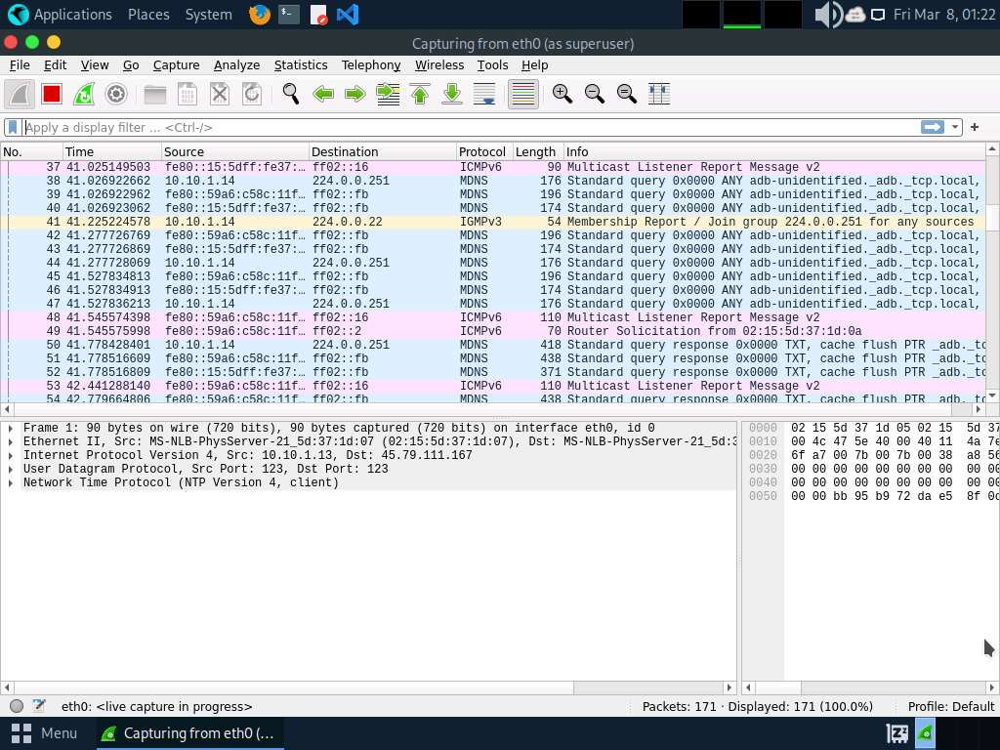 Applications Places System Fri Mar 8, 01:22
Capturing from eth0 (as superuser)
File Edit View Go Capture Analyze Statistics Telephony Wireless Tools Help
Apply a display filter ... <Ctrl-/>
No. Time Source Destination Protocol Length Info
37 41.025149503 fe80::15:5dff:fe37:… ff02::16 ICMPv6 90 Multicast Listener Report Message v2
38 41.026922662 10.10.1.14 224.0.0.251 MDNS 176 Standard query 0x0000 ANY adb-unidentified._adb._tcp.local,
39 41.026922962 fe80::59a6:c58c:11f… ff02::fb MDNS 196 Standard query 0x0000 ANY adb-unidentified._adb._tcp.local,
40 41.026923062 fe80::15:5dff:fe37:… ff02::fb MDNS 174 Standard query 0x0000 ANY adb-unidentified._adb._tcp.local,
41 41.225224578 10.10.1.14 224.0.0.22 IGMPv3 54 Membership Report / Join group 224.0.0.251 for any sources
42 41.277726769 fe80::59a6:c58c:11f… ff02::fb MDNS 196 Standard query 0x0000 ANY adb-unidentified._adb._tcp.local,
43 41.277726869 fe80::15:5dff:fe37:… ff02::fb MDNS 174 Standard query 0x0000 ANY adb-unidentified._adb._tcp.local,
44 41.277728069 10.10.1.14 224.0.0.251 MDNS 176 Standard query 0x0000 ANY adb-unidentified._adb._tcp.local,
45 41.527834813 fe80::59a6:c58c:11f… ff02::fb MDNS 196 Standard query 0x0000 ANY adb-unidentified._adb._tcp.local,
46 41.527834913 fe80::15:5dff:fe37:… ff02::fb MDNS 174 Standard query 0x0000 ANY adb-unidentified._adb._tcp.local,
47 41.527836213 10.10.1.14 224.0.0.251 MDNS 176 Standard query 0x0000 ANY adb-unidentified._adb._tcp.local,
48 41.545574398 fe80::59a6:c58c:11f… ff02::16 ICMPv6 110 Multicast Listener Report Message v2
49 41.545575998 fe80::59a6:c58c:11f… ff02::2 ICMPv6 70 Router Solicitation from 02:15:5d:37:1d:0a
50 41.778428401 10.10.1.14 224.0.0.251 MDNS 418 Standard query response 0x0000 TXT, cache flush PTR _adb._tc
51 41.778516609 fe80::59a6:c58c:11f… ff02::fb MDNS 438 Standard query response 0x0000 TXT, cache flush PTR _adb._tc
52 41.778516809 fe80::15:5dff:fe37:… ff02::fb MDNS 371 Standard query response 0x0000 TXT, cache flush PTR _adb._tc
53 42.441288140 fe80::59a6:c58c:11f… ff02::16 ICMPv6 110 Multicast Listener Report Message v2
54 42.779664806 fe80::59a6:c58c:11f… ff02::fb MDNS 438 Standard query response 0x0000 TXT, cache flush PTR _adb._tc
Frame 1: 90 bytes on wire (720 bits), 90 bytes captured (720 bits) on interface eth0, id 0
Ethernet II, Src: MS-NLB-PhysServer-21_5d:37:1d:07 (02:15:5d:37:1d:07), Dst: MS-NLB-PhysServer-21_5d:3
Internet Protocol Version 4, Src: 10.10.1.13, Dst: 45.79.111.167
User Datagram Protocol, Src Port: 123, Dst Port: 123
Network Time Protocol (NTP Version 4, client)
0000 02 15 5d 37 1d 05 02 15 5d 37
0010 00 4c 47 5e 40 00 40 11 4a 7e
0020 6f a7 00 7b 00 7b 00 38 a8 56
0030 00 00 00 00 00 00 00 00 00 00
0040 00 00 00 00 00 00 00 00 00 00
0050 00 00 bb 95 b9 72 da e5 8f 0c
eth0: <live capture in progress> Packets: 171 · Displayed: 171 (100.0%) Profile: Default
Menu Capturing from eth0 (…